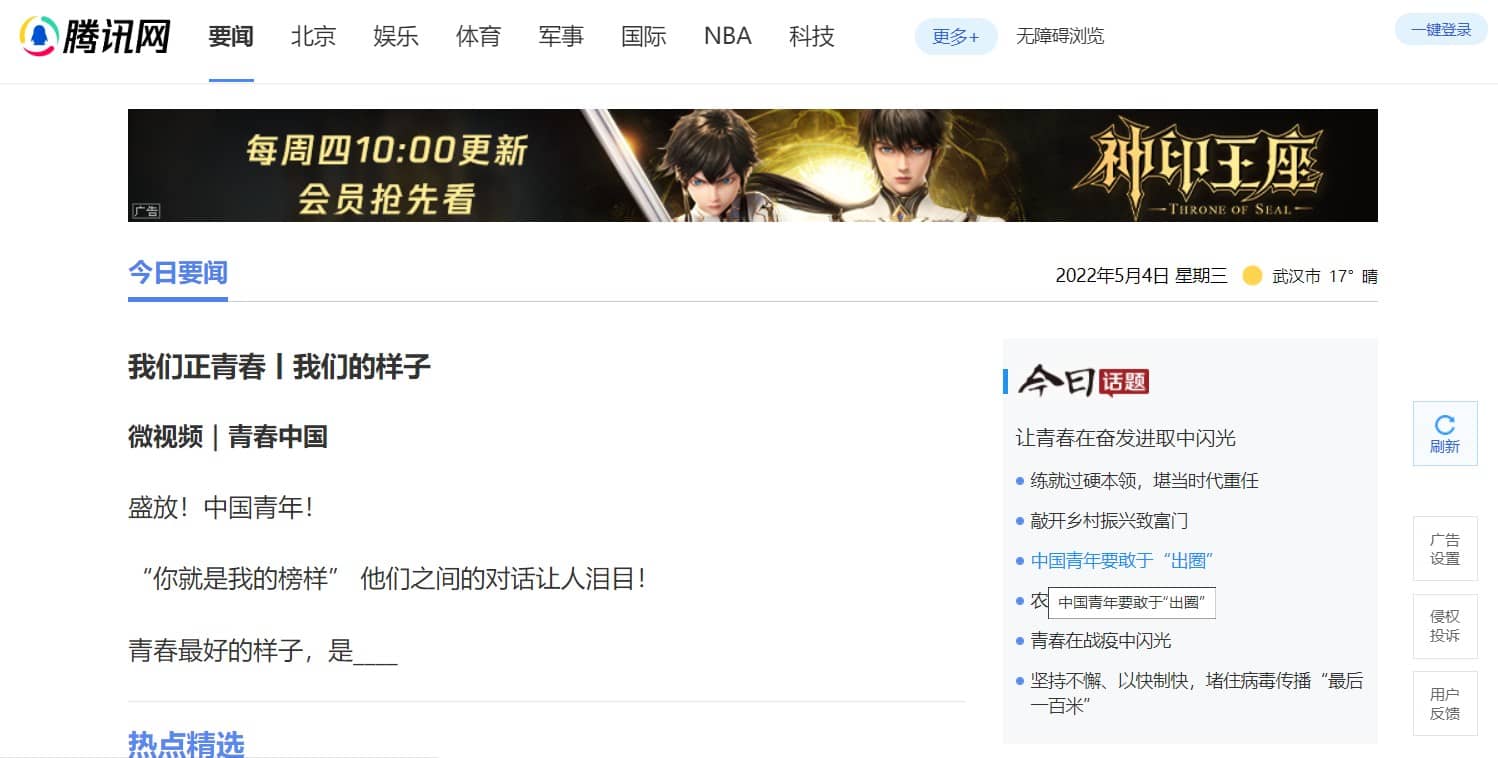 腾讯网
要闻
北京
娱乐
体育
军事
国际
NBA
科技
更多+
无障碍浏览
一键登录
每周四10:00更新
会员抢先看
广告
神印王座
THRONE OF SEAL
今日要闻
2022年5月4日 星期三
武汉市 17° 晴
我们正青春丨我们的样子
微视频｜青春中国
盛放！中国青年！
“你就是我的榜样” 他们之间的对话让人泪目！
青春最好的样子，是____
热点精选
今日话题
让青春在奋发进取中闪光
练就过硬本领，堪当时代重任
敲开乡村振兴致富门
中国青年要敢于“出圈”
农
中国青年要敢于“出圈”
青春在战疫中闪光
坚持不懈、以快制快，堵住病毒传播“最后
一百米”
刷新
广告
设置
侵权
投诉
用户
反馈